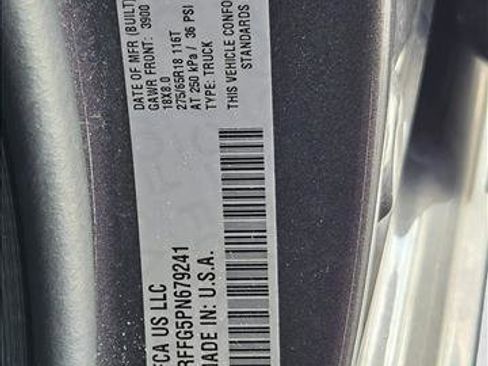 FCA US LLC
DATE OF MFR (BUILT)
GAWR FRONT: 3900
18X8.0
275/65R18 116T
AT 250 kPa / 36 PSI
TYPE: TRUCK
THIS VEHICLE CONFO
STANDARDS
RFFG5PN679241
MADE IN: U.S.A.